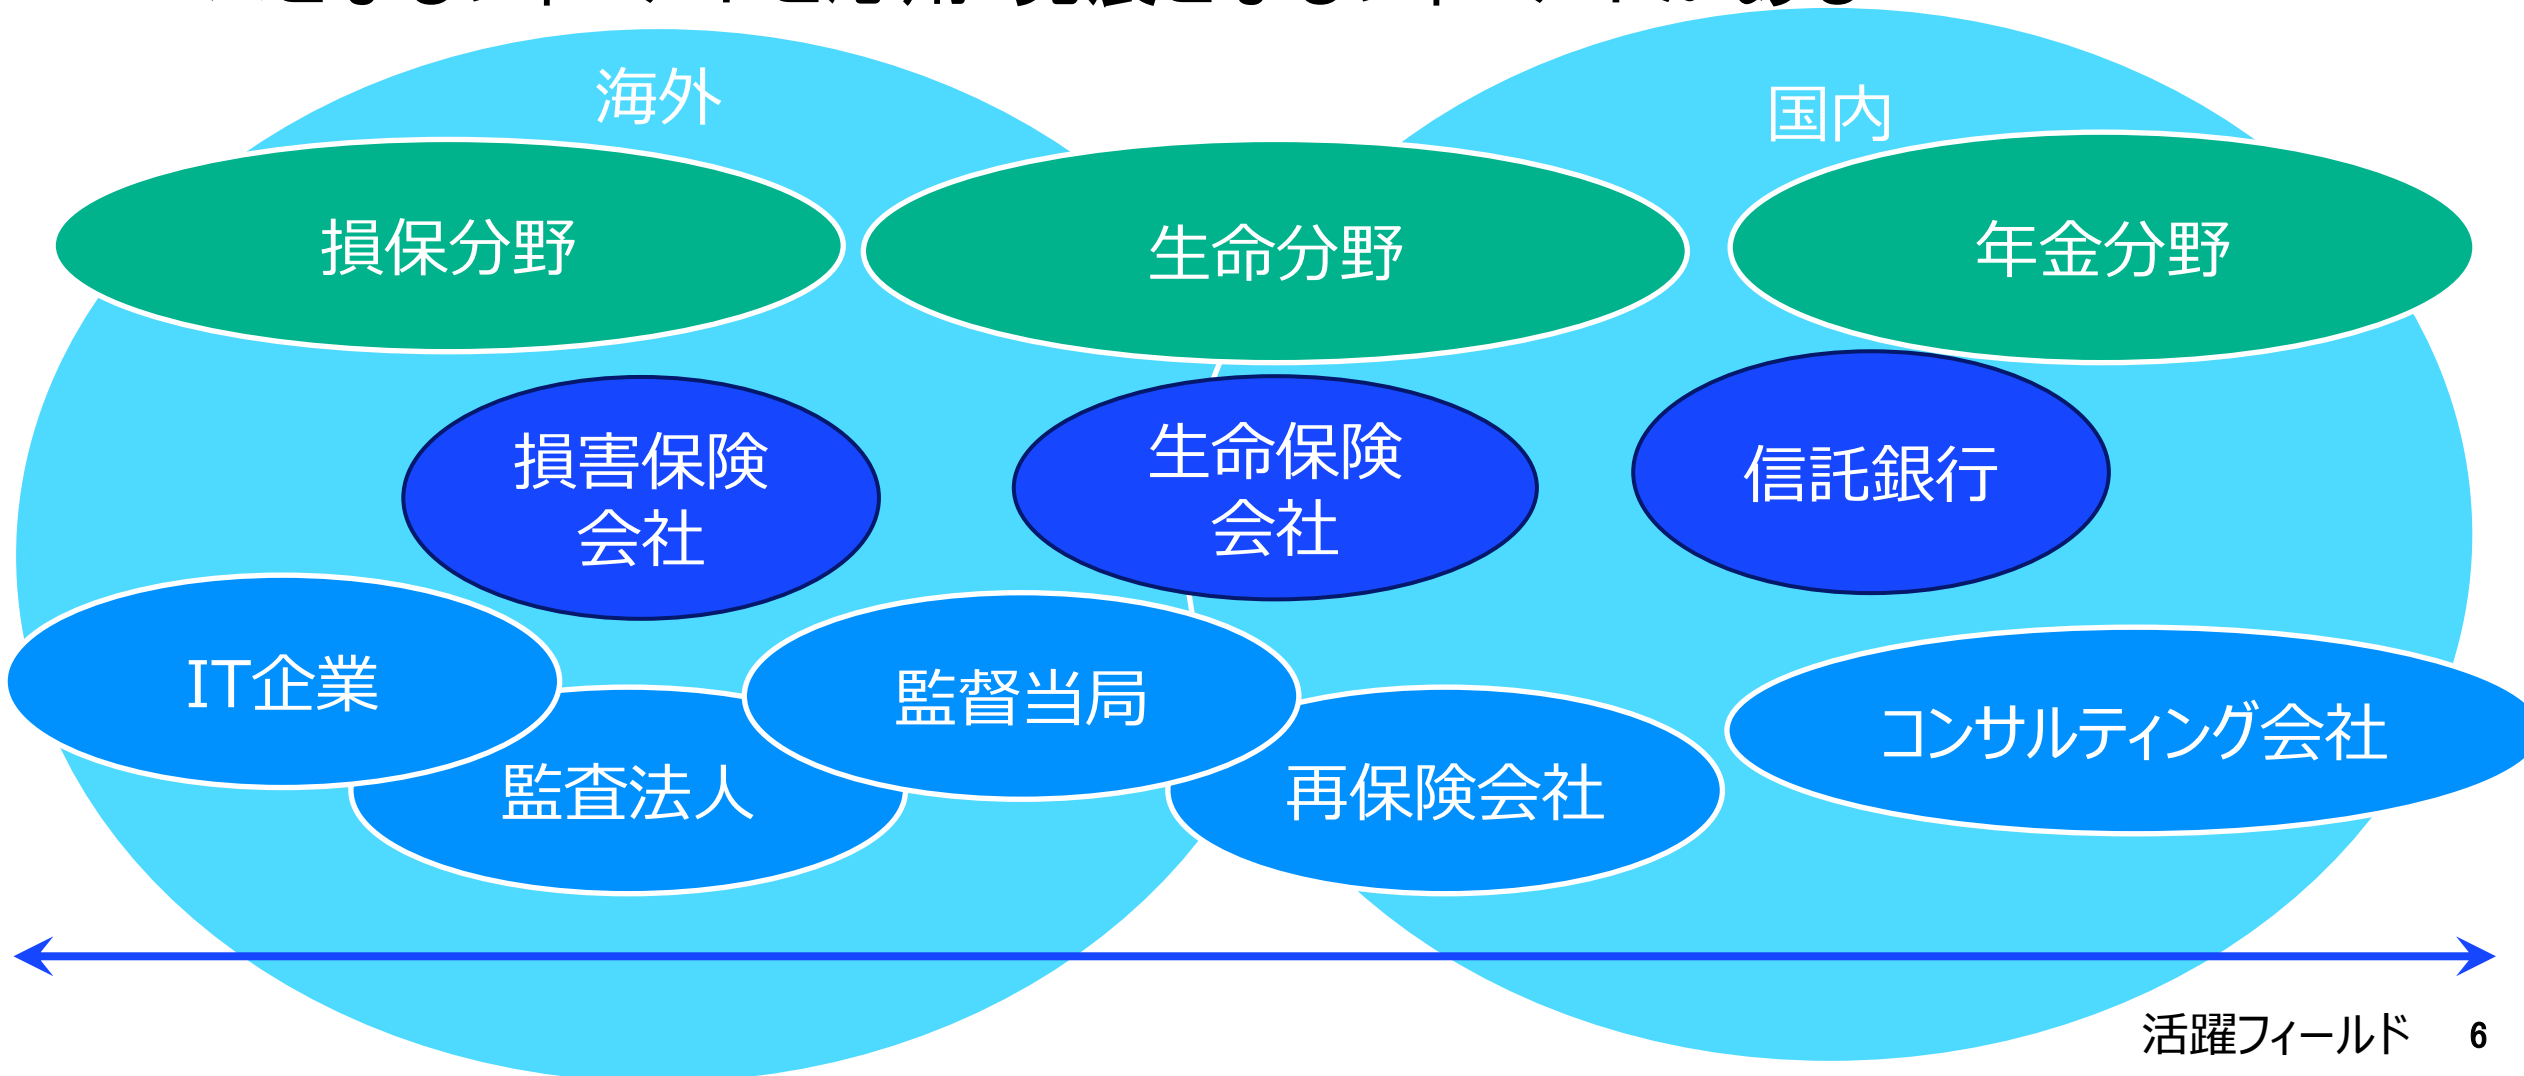 海外
国内
損保分野
生命分野
年金分野
損害保険
会社
生命保険
会社
信託銀行
IT企業
監督当局
コンサルティング会社
監査法人
再保険会社
活躍フィールド
6